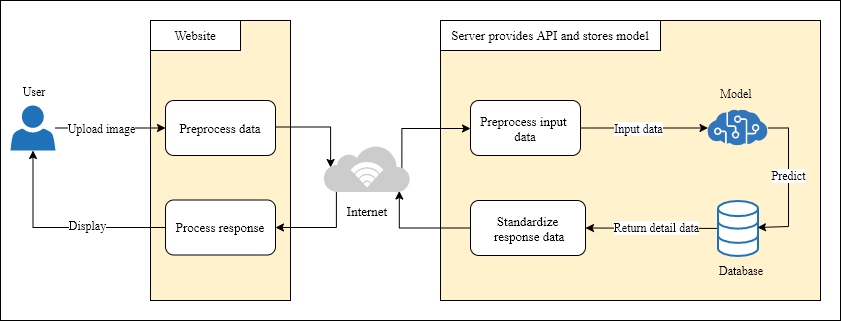 Website
Server provides API and stores model
User
Model
Upload image
Preprocess data
Preprocess input
data
Input data
Predict
Internet
Display
Process response
Standardize
response data
Return detail data
Database